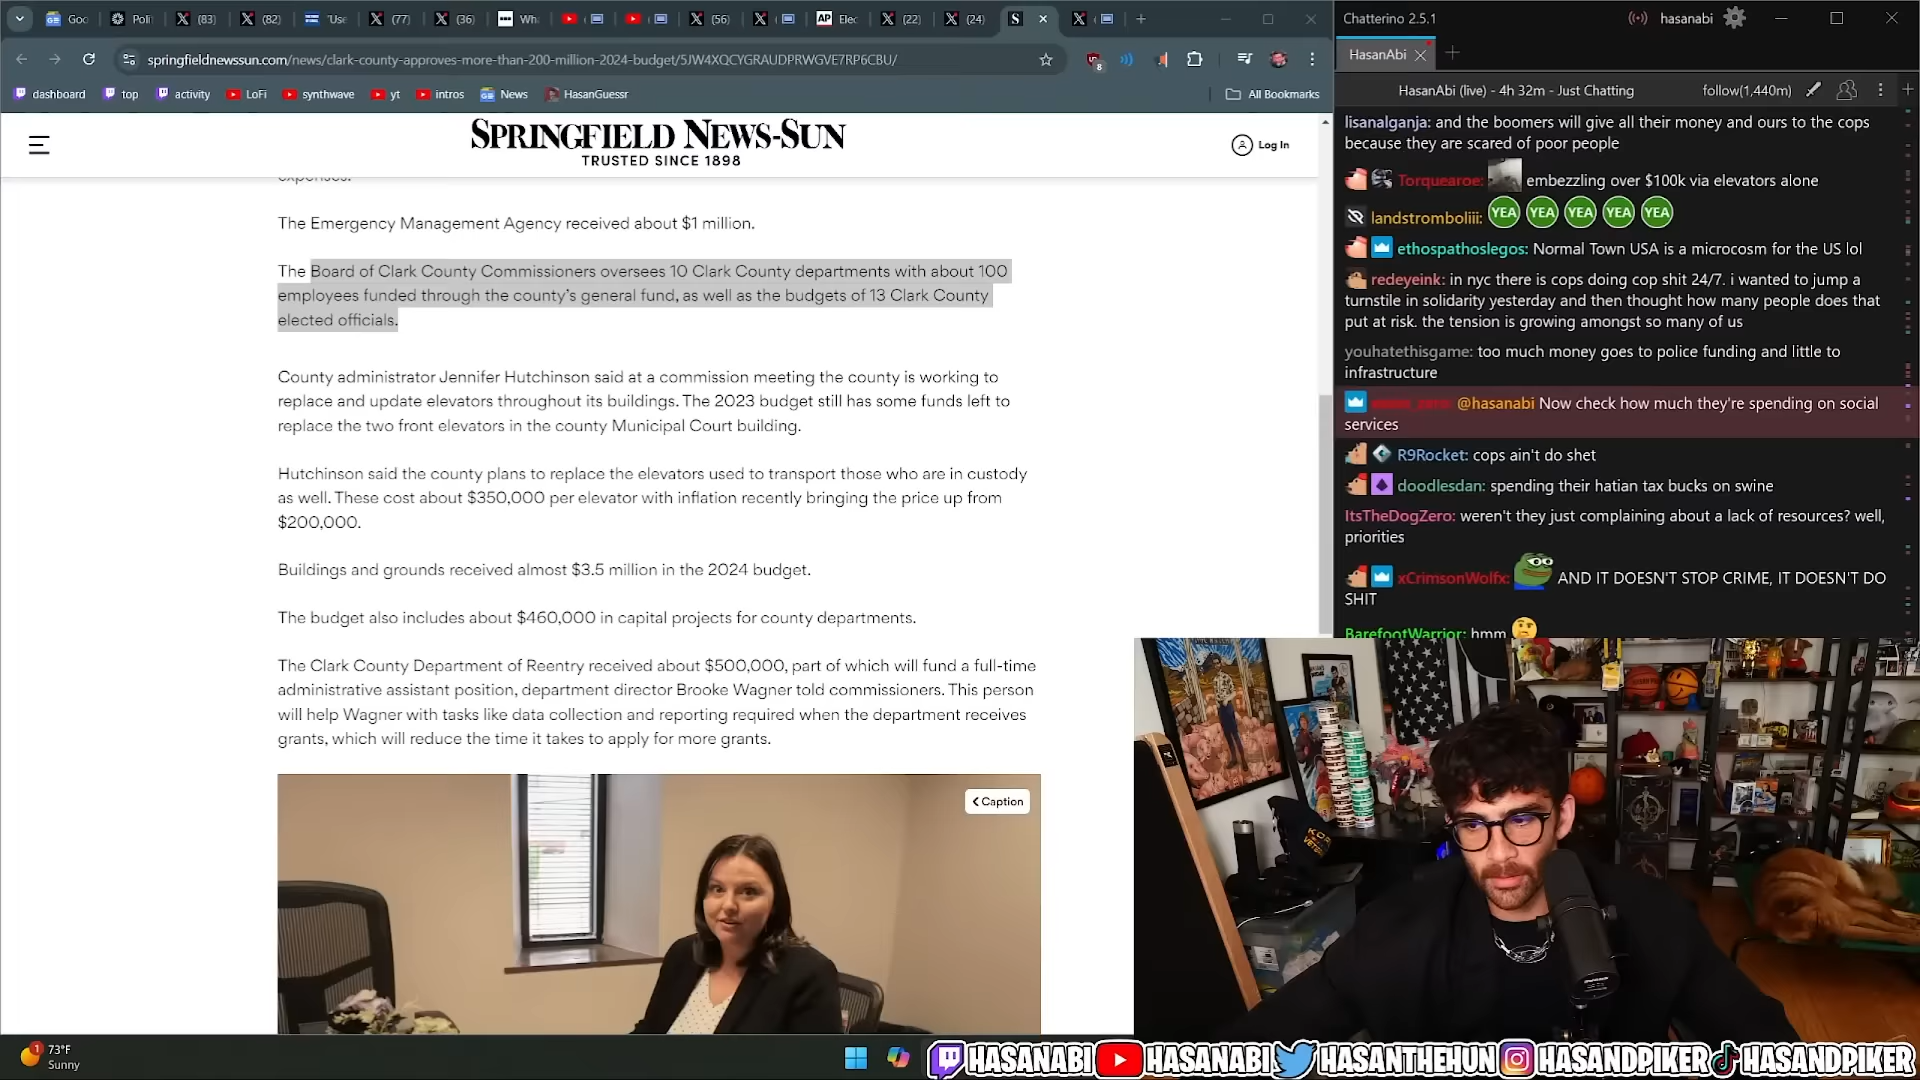 Goo
Poli
(83)
(82)
"Use
(77)
(36)
Wha
(56)
AP
Elec
(22)
(24)
S
springfieldnewssun.com/news/clark-county-approves-more-than-200-million-2024-budget/5JW4XQCYGRAUDPRWGVE7RP6CBU/
8
dashboard
top
activity
LoFi
synthwave
yt
intros
News
HasanGuessr
All Bookmarks
SPRINGFIELD NEWS-SUN
TRUSTED SINCE 1898
Log In
expenses.
The Emergency Management Agency received about $1 million.
The Board of Clark County Commissioners oversees 10 Clark County departments with about 100
employees funded through the county's general fund, as well as the budgets of 13 Clark County
elected officials.
County administrator Jennifer Hutchinson said at a commission meeting the county is working to
replace and update elevators throughout its buildings. The 2023 budget still has some funds left to
replace the two front elevators in the county Municipal Court building.
Hutchinson said the county plans to replace the elevators used to transport those who are in custody
as well. These cost about $350,000 per elevator with inflation recently bringing the price up from
$200,000.
Buildings and grounds received almost $3.5 million in the 2024 budget.
The budget also includes about $460,000 in capital projects for county departments.
The Clark County Department of Reentry received about $500,000, part of which will fund a full-time
administrative assistant position, department director Brooke Wagner told commissioners. This person
will help Wagner with tasks like data collection and reporting required when the department receives
grants, which will reduce the time it takes to apply for more grants.
Caption
Chatterino 2.5.1
hasanabi
HasanAbi
HasanAbi (live) - 4h 32m - Just Chatting
follow(1,440m)
lisanalganja: and the boomers will give all their money and ours to the cops
because they are scared of poor people
Torquearoe: embezzling over $100k via elevators alone
landstromboliii: YEA YEA YEA YEA YEA
ethospathoslegos: Normal Town USA is a microcosm for the US lol
redeyeink: in nyc there is cops doing cop shit 24/7. i wanted to jump a
turnstile in solidarity yesterday and then thought how many people does that
put at risk. the tension is growing amongst so many of us
youhatethisgame: too much money goes to police funding and little to
infrastructure
@hasanabi Now check how much they're spending on social
services
R9Rocket: cops ain't do shet
doodlesdan: spending their hatian tax bucks on swine
ItsTheDogZero: weren't they just complaining about a lack of resources? well,
priorities
xCrimsonWolfx: AND IT DOESN'T STOP CRIME, IT DOESN'T DO
SHIT
BarefootWarrior: hmm
1
73°F
Sunny
HASANABI
HASANABI
HASANTHEHUN
HASANDPIKER
HASANDPIKER